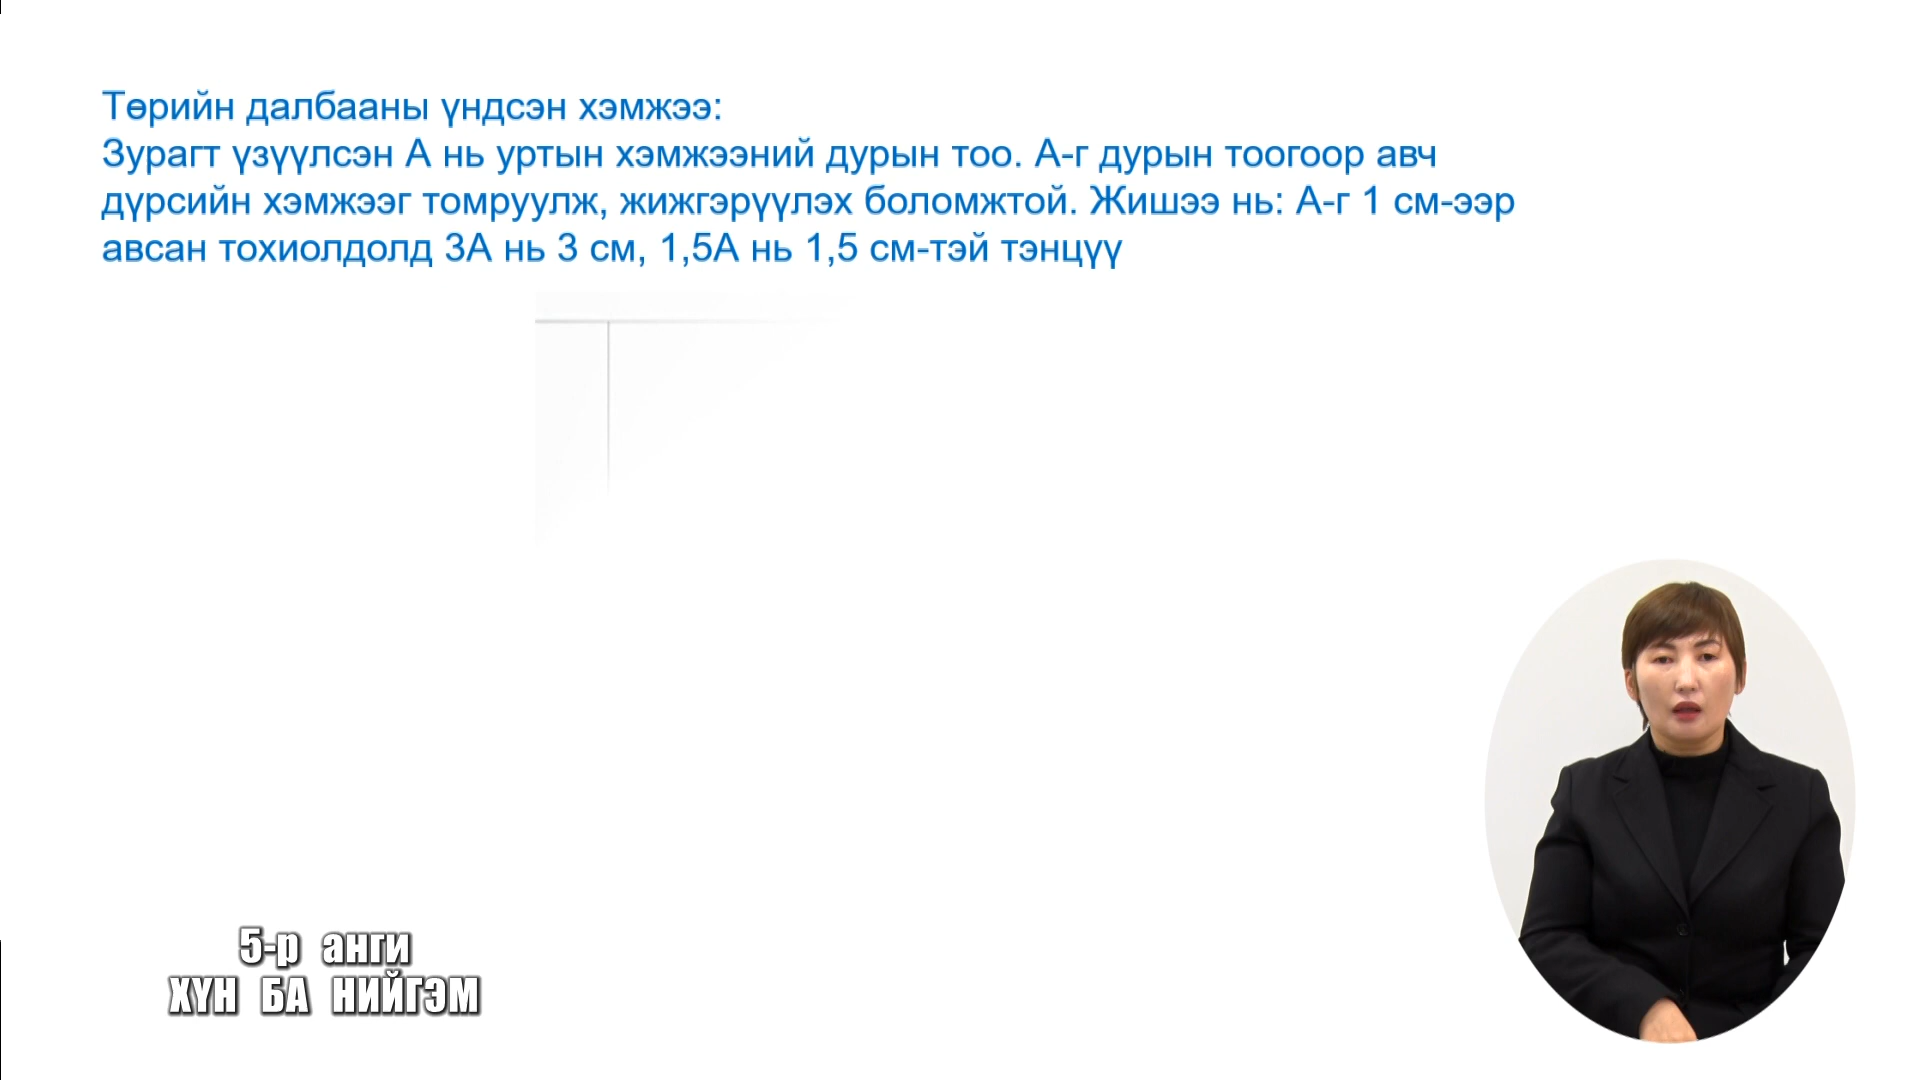 Төрийн далбааны үндсэн хэмжээ:
Зурагт үзүүлсэн А нь уртын хэмжээний дурын тоо. А-г дурын тоогоор авч
дүрсийн хэмжээг томруулж, жижгэрүүлэх боломжтой. Жишээ нь: А-г 1 см-ээр
авсан тохиолдолд 3А нь 3 см, 1,5А нь 1,5 см-тэй тэнцүү
5-р анги
ХҮН БА НИЙГЭМ